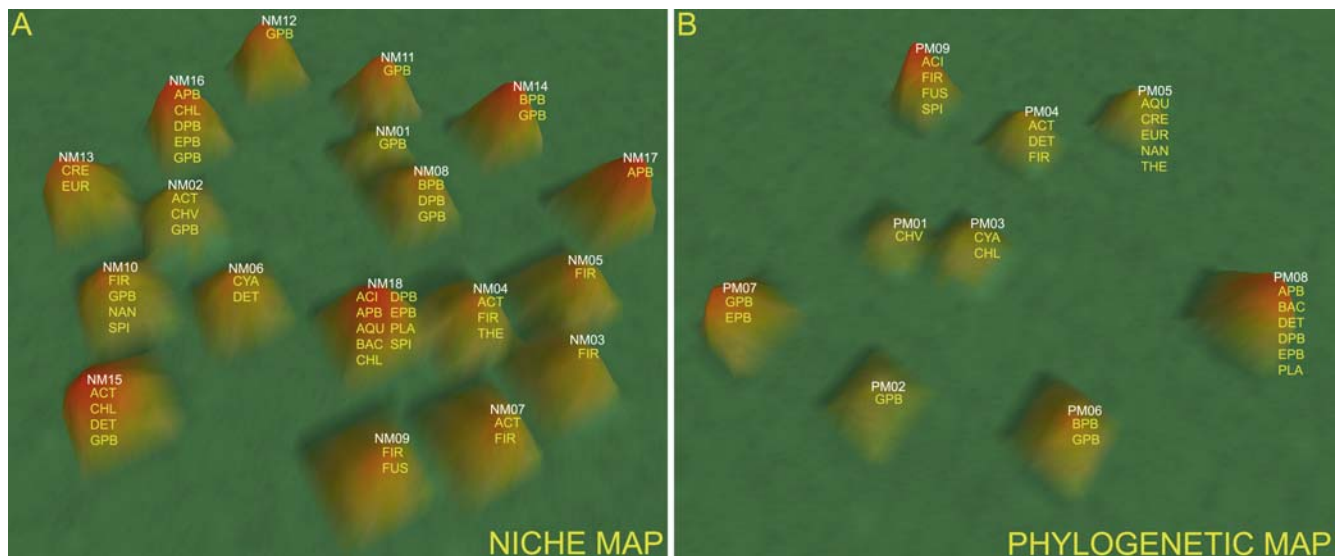 A
NM12
GPB
NM11
GPB
NM16
APB
CHL
DPB
EPB
GPB
NM14
BPB
GPB
NM01
GPB
NM13
CRE
EUR
NM02
ACT
CHV
GPB
NM08
BPB
DPB
GPB
NM17
APB
NM10
FIR
GPB
NAN
SPI
NM06
CYA
DET
NM18
ACI DPB
APB EPB
AQU PLA
BAC SPI
CHL
NM04
ACT
FIR
THE
NM05
FIR
NM03
FIR
NM15
ACT
CHL
DET
GPB
NM09
FIR
FUS
NM07
ACT
FIR
NICHE MAP
B
PM09
ACI
FIR
FUS
SPI
PM04
ACT
DET
FIR
PM05
AQU
CRE
EUR
NAN
THE
PM01
CHV
PM03
CYA
CHL
PM07
GPB
EPB
PM08
APB
BAC
DET
DPB
EPB
PLA
PM02
GPB
PM06
BPB
GPB
PHYLOGENETIC MAP